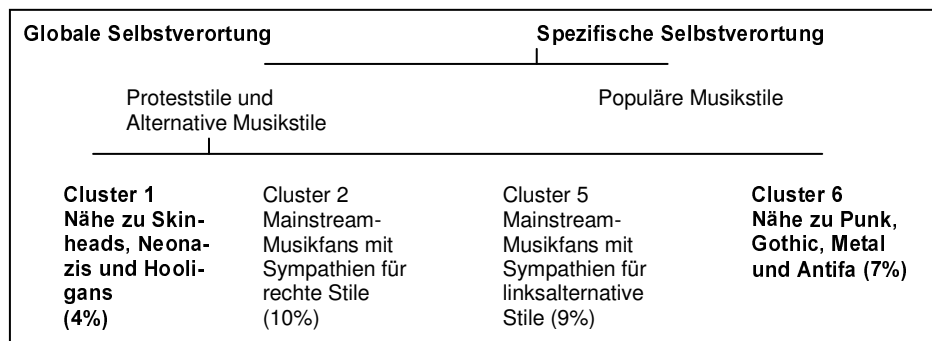 Globale Selbstverortung
Spezifische Selbstverortung
Proteststile und
Alternative Musikstile
Populäre Musikstile
Cluster 1
Nähe zu Skin-
heads, Neona-
zis und Hooli-
gans
(4%)
Cluster 2
Mainstream-
Musikfans mit
Sympathien für
rechte Stile
(10%)
Cluster 5
Mainstream-
Musikfans mit
Sympathien für
linksalternative
Stile (9%)
Cluster 6
Nähe zu Punk,
Gothic, Metal
und Antifa (7%)